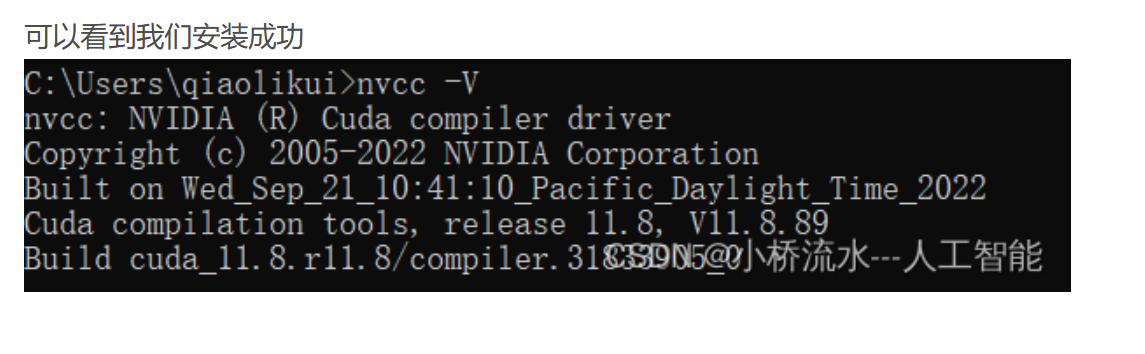 可以看到我们安装成功
C:\Users\qiaolikui>nvcc -V
nvcc: NVIDIA (R) Cuda compiler driver
Copyright (c) 2005-2022 NVIDIA Corporation
Built on Wed_Sep_21_10:41:10_Pacific_Daylight_Time_2022
Cuda compilation tools, release 11.8, V11.8.89
Build cuda_11.8.r11.8/compiler.31833905_0
CSDN @小桥流水---人工智能